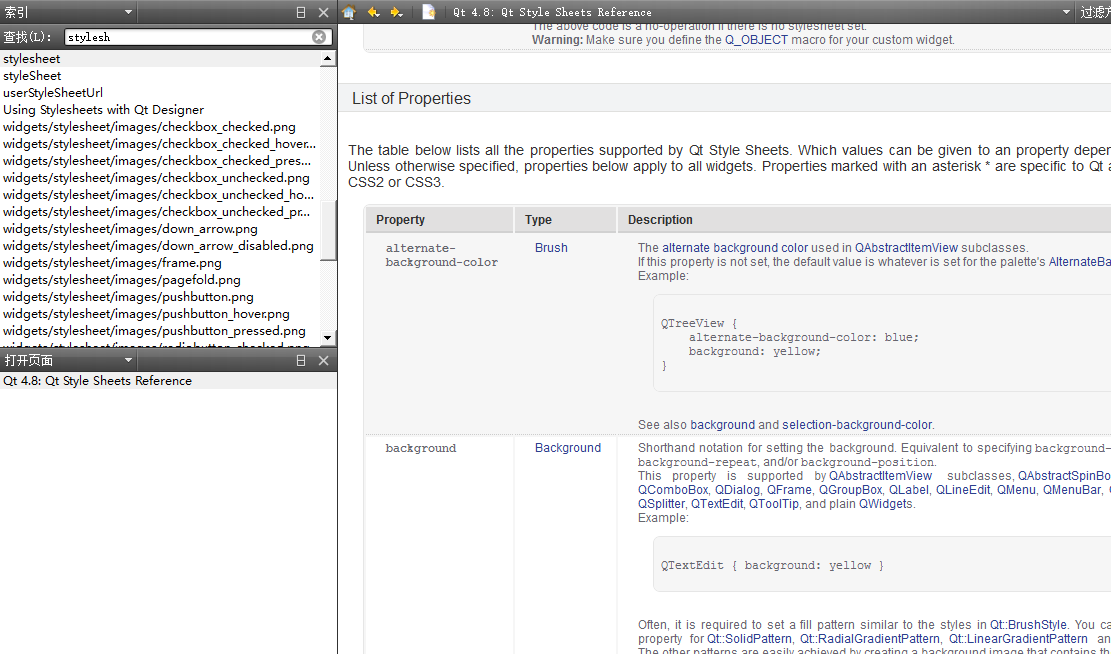 索引
查找(L):
stylesh
stylesheet
styleSheet
userStyleSheetUrl
Using Stylesheets with Qt Designer
widgets/stylesheet/images/checkbox_checked.png
widgets/stylesheet/images/checkbox_checked_hover...
widgets/stylesheet/images/checkbox_checked_pres...
widgets/stylesheet/images/checkbox_unchecked.png
widgets/stylesheet/images/checkbox_unchecked_ho...
widgets/stylesheet/images/checkbox_unchecked_pr...
widgets/stylesheet/images/down_arrow.png
widgets/stylesheet/images/down_arrow_disabled.png
widgets/stylesheet/images/frame.png
widgets/stylesheet/images/pagefold.png
widgets/stylesheet/images/pushbutton.png
widgets/stylesheet/images/pushbutton_hover.png
widgets/stylesheet/images/pushbutton_pressed.png
widgets/stylesheet/images/radiobutton_checked.png
打开页面
Qt 4.8: Qt Style Sheets Reference
Qt 4.8: Qt Style Sheets Reference
过滤
The above code is a no-operation if there is no stylesheet set.
Warning: Make sure you define the Q_OBJECT macro for your custom widget.
List of Properties
The table below lists all the properties supported by Qt Style Sheets. Which values can be given to an property deper
Unless otherwise specified, properties below apply to all widgets. Properties marked with an asterisk * are specific to Qt a
CSS2 or CSS3.
Property Type Description
alternate-
background-color
Brush
The alternate background color used in QAbstractItemView subclasses.
If this property is not set, the default value is whatever is set for the palette's AlternateBa
Example:
QTreeView {
alternate-background-color: blue;
background: yellow;
}
See also background and selection-background-color.
background
Background
Shorthand notation for setting the background. Equivalent to specifying background-
background-repeat, and/or background-position.
This property is supported by QAbstractItemView subclasses, QAbstractSpinBo
QComboBox, QDialog, QFrame, QGroupBox, QLabel, QLineEdit, QMenu, QMenuBar,
QSplitter, QTextEdit, QToolTip, and plain QWidgets.
Example:
QTextEdit { background: yellow }
Often, it is required to set a fill pattern similar to the styles in Qt::BrushStyle. You ca
property for Qt::SolidPattern, Qt::RadialGradientPattern, Qt::LinearGradientPattern an
The other patterns are easily achieved by creating a background image that contains th